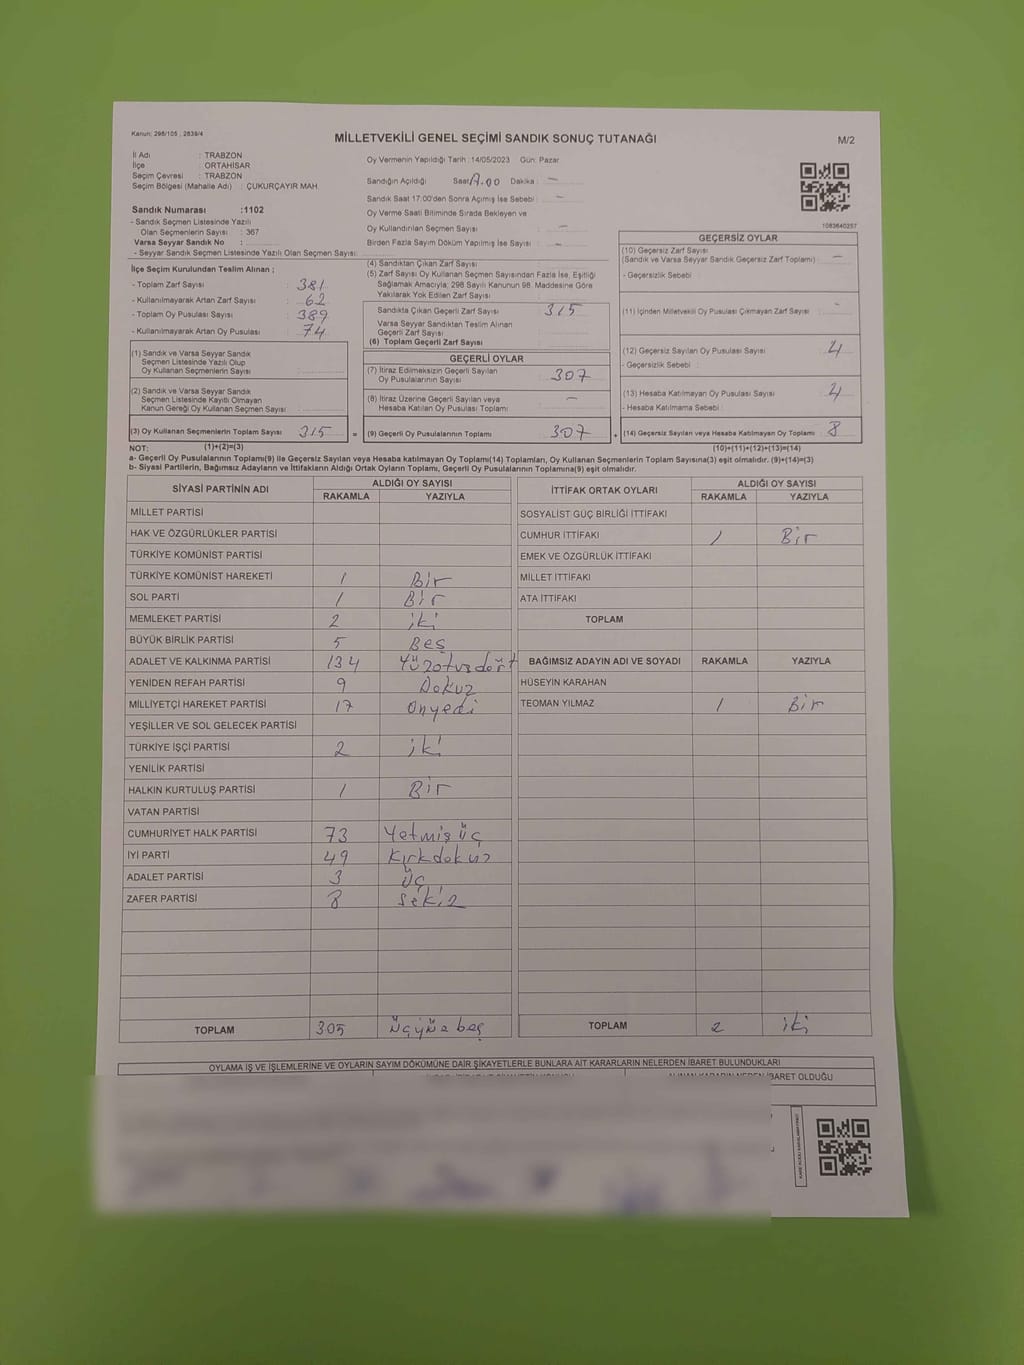 Kanun: 298/105 , 2839/4
MİLLETVEKİLİ GENEL SEÇİMİ SANDIK SONUÇ TUTANAĞI
M/2
İl Adı : TRABZON
İlçe : ORTAHİSAR
Seçim Çevresi : TRABZON
Seçim Bölgesi (Mahalle Adı) : ÇUKURÇAYIR MAH.
Sandık Numarası :1102
- Sandık Seçmen Listesinde Yazılı
Olan Seçmenlerin Sayısı : 367
Varsa Seyyar Sandık No :
- Seyyar Sandık Seçmen Listesinde Yazılı Olan Seçmen Sayısı:
İlçe Seçim Kurulundan Teslim Alınan ;
- Toplam Zarf Sayısı : 381
- Kullanılmayarak Artan Zarf Sayısı : 62
- Toplam Oy Pusulası Sayısı : 389
- Kullanılmayarak Artan Oy Pusulası : 74
(1) Sandık ve Varsa Seyyar Sandık
Seçmen Listesinde Yazılı Olup
Oy Kullanan Seçmenlerin Sayısı :
(2) Sandık ve Varsa Seyyar Sandık
Seçmen Listesinde Kayıtlı Olmayan
Kanun Gereği Oy Kullanan Seçmen Sayısı :
(3) Oy Kullanan Seçmenlerin Toplam Sayısı : 315
Oy Vermenin Yapıldığı Tarih : 14/05/2023 Gün: Pazar
Sandığın Açıldığı Saat: Dakika : —
Sandık Saat 17:00'den Sonra Açılmış İse Sebebi : —
Oy Verme Saati Bitiminde Sırada Bekleyen ve
Oy Kullandırılan Seçmen Sayısı : —
Birden Fazla Sayım Döküm Yapılmış İse Sayısı : —
(4) Sandıktan Çıkan Zarf Sayısı :
(5) Zarf Sayısı Oy Kullanan Seçmen Sayısından Fazla İse, Eşitliği
Sağlamak Amacıyla; 298 Sayılı Kanunun 98. Maddesine Göre
Yakılarak Yok Edilen Zarf Sayısı :
Sandıkta Çıkan Geçerli Zarf Sayısı : 315
Varsa Seyyar Sandıktan Teslim Alınan
Geçerli Zarf Sayısı :
(6) Toplam Geçerli Zarf Sayısı :
GEÇERLİ OYLAR
(7) İtiraz Edilmeksizin Geçerli Sayılan
Oy Pusulalarının Sayısı : 307
(8) İtiraz Üzerine Geçerli Sayılan veya
Hesaba Katılan Oy Pusulası Toplamı : —
= (9) Geçerli Oy Pusulalarının Toplamı : 307
1083640257
GEÇERSİZ OYLAR
(10) Geçersiz Zarf Sayısı
(Sandık ve Varsa Seyyar Sandık Geçersiz Zarf Toplamı) : —
- Geçersizlik Sebebi :
(11) İçinden Milletvekili Oy Pusulası Çıkmayan Zarf Sayısı : -
(12) Geçersiz Sayılan Oy Pusulası Sayısı : 4
- Geçersizlik Sebebi :
(13) Hesaba Katılmayan Oy Pusulası Sayısı : 4
- Hesaba Katılmama Sebebi :
+ (14) Geçersiz Sayılan veya Hesaba Katılmayan Oy Toplamı : 8
NOT: (1)+(2)=(3) (10)+(11)+(12)+(13)=(14)
a- Geçerli Oy Pusulalarının Toplamı(9) ile Geçersiz Sayılan veya Hesaba katılmayan Oy Toplamı(14) Toplamları, Oy Kullanan Seçmenlerin Toplam Sayısına(3) eşit olmalıdır. (9)+(14)=(3)
b- Siyasi Partilerin, Bağımsız Adayların ve İttifakların Aldığı Ortak Oyların Toplamı, Geçerli Oy Pusulalarının Toplamına(9) eşit olmalıdır.
SİYASİ PARTİNİN ADI ALDIĞI OY SAYISI
RAKAMLA YAZIYLA
MİLLET PARTİSİ
HAK VE ÖZGÜRLÜKLER PARTİSİ
TÜRKİYE KOMÜNİST PARTİSİ
TÜRKİYE KOMÜNİST HAREKETİ 1 Bir
SOL PARTİ 1 Bir
MEMLEKET PARTİSİ 2 iki
BÜYÜK BİRLİK PARTİSİ 5 Beş
ADALET VE KALKINMA PARTİSİ 134 Yüzotuzdört
YENİDEN REFAH PARTİSİ 9 Dokuz
MİLLİYETÇİ HAREKET PARTİSİ 17 Onyedi
YEŞİLLER VE SOL GELECEK PARTİSİ
TÜRKİYE İŞÇİ PARTİSİ 2 iki
YENİLİK PARTİSİ
HALKIN KURTULUŞ PARTİSİ 1 Bir
VATAN PARTİSİ
CUMHURİYET HALK PARTİSİ 73 Yetmiş üç
İYİ PARTİ 49 Kırkdokuz
ADALET PARTİSİ 3 üç
ZAFER PARTİSİ 8 Sekiz
TOPLAM 305 üçyüz beş
İTTİFAK ORTAK OYLARI ALDIĞI OY SAYISI
RAKAMLA YAZIYLA
SOSYALİST GÜÇ BİRLİĞİ İTTİFAKI
CUMHUR İTTİFAKI 1 Bir
EMEK VE ÖZGÜRLÜK İTTİFAKI
MİLLET İTTİFAKI
ATA İTTİFAKI
TOPLAM
BAĞIMSIZ ADAYIN ADI VE SOYADI RAKAMLA YAZIYLA
HÜSEYİN KARAHAN
TEOMAN YILMAZ 1 Bir
TOPLAM 2 iki
OYLAMA İŞ VE İŞLEMLERİNE VE OYLARIN SAYIM DÖKÜMÜNE DAİR ŞİKAYETLERLE BUNLARA AİT KARARLARIN NELERDEN İBARET BULUNDUKLARI
ALINAN KARARIN NEDEN İBARET OLDUĞU